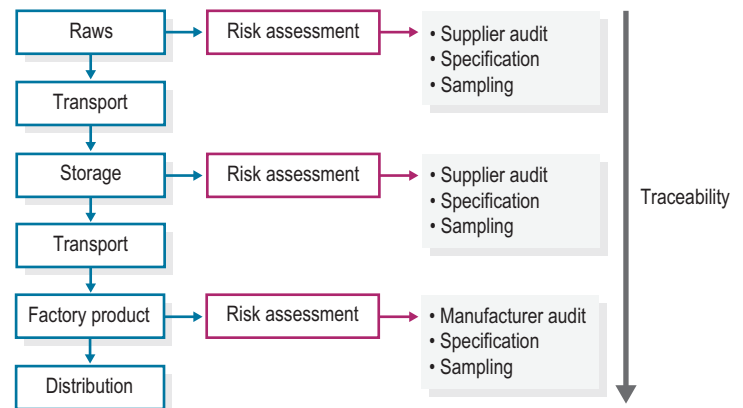 Raws
Risk assessment
• Supplier audit
• Specification
• Sampling
Transport
Storage
Risk assessment
• Supplier audit
• Specification
• Sampling
Traceability
Transport
Factory product
Risk assessment
• Manufacturer audit
• Specification
• Sampling
Distribution